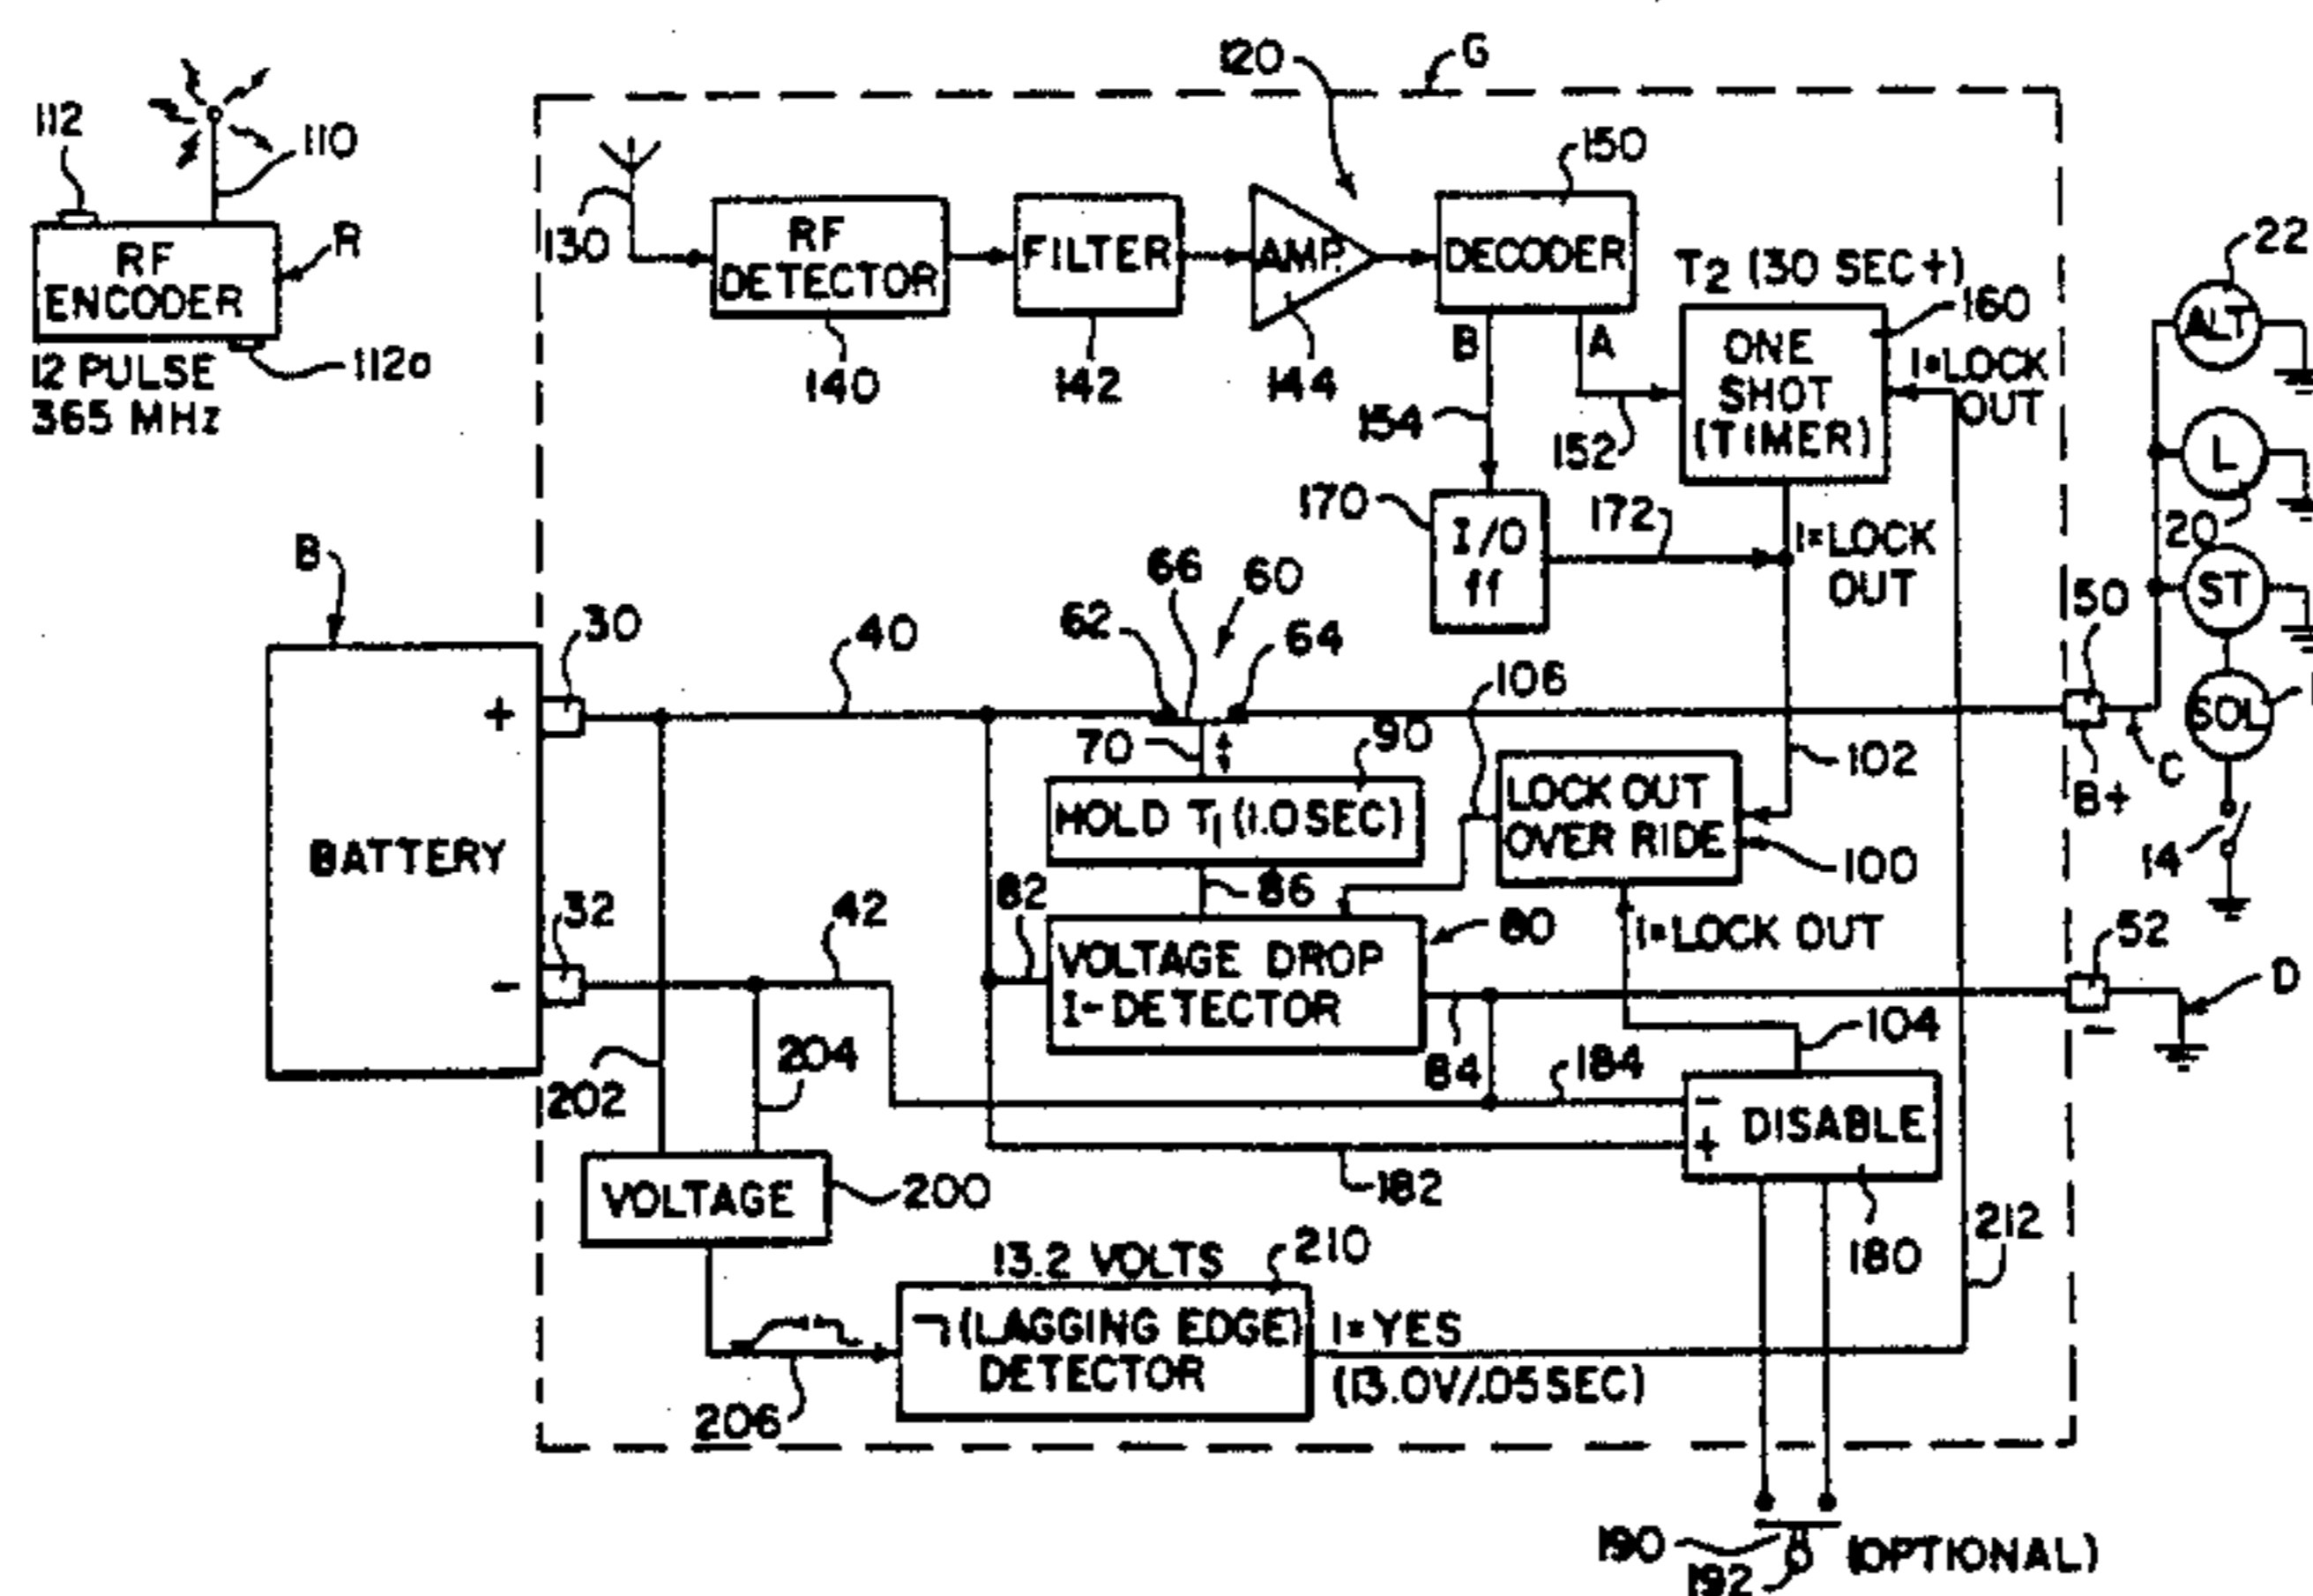 120
G
112
110
150
130
RF
DETECTOR
FILTER
AMP.
DECODER
R
RF
ENCODER
T2 (30 SEC+)
160
22
ALT
112a
12 PULSE
365 MHz
140
142
144
B
A
ONE
SHOT
(TIMER)
1=LOCK
OUT
154
152
L
20
170
I/O
ff
172
1=LOCK
OUT
ST
B
66
60
62
64
30
40
106
50
+
70
90
SOL
102
C
B+
HOLD T1 (1.0 SEC)
LOCK OUT
OVER RIDE
100
14
BATTERY
82
86
32
42
80
1=LOCK OUT
52
-
VOLTAGE DROP
I-DETECTOR
D
-
204
84
184
104
202
-
+
DISABLE
VOLTAGE
200
182
180
212
13.2 VOLTS
210
(LAGGING EDGE)
DETECTOR
1=YES
(13.0V/.05SEC)
206
190
192
(OPTIONAL)